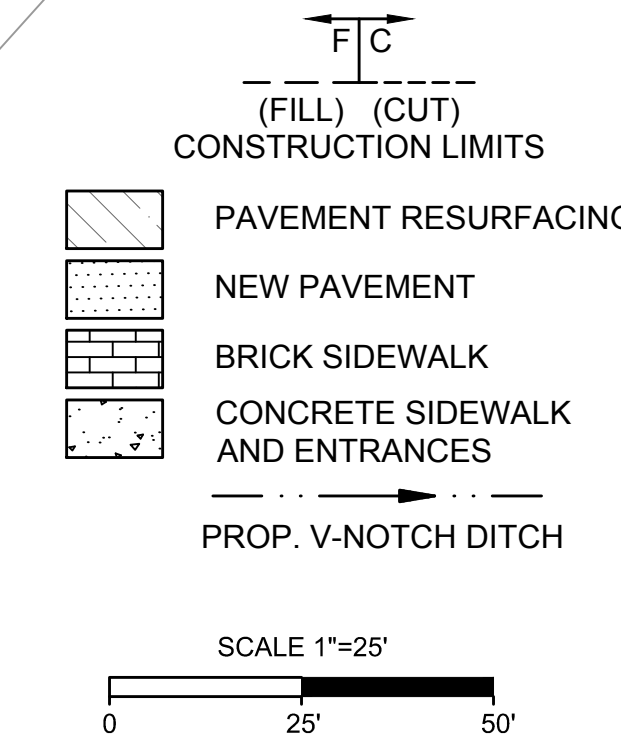 F C
(FILL) (CUT)
CONSTRUCTION LIMITS
PAVEMENT RESURFACING
NEW PAVEMENT
BRICK SIDEWALK
CONCRETE SIDEWALK
AND ENTRANCES
PROP. V-NOTCH DITCH
SCALE 1"=25'
0 25' 50'